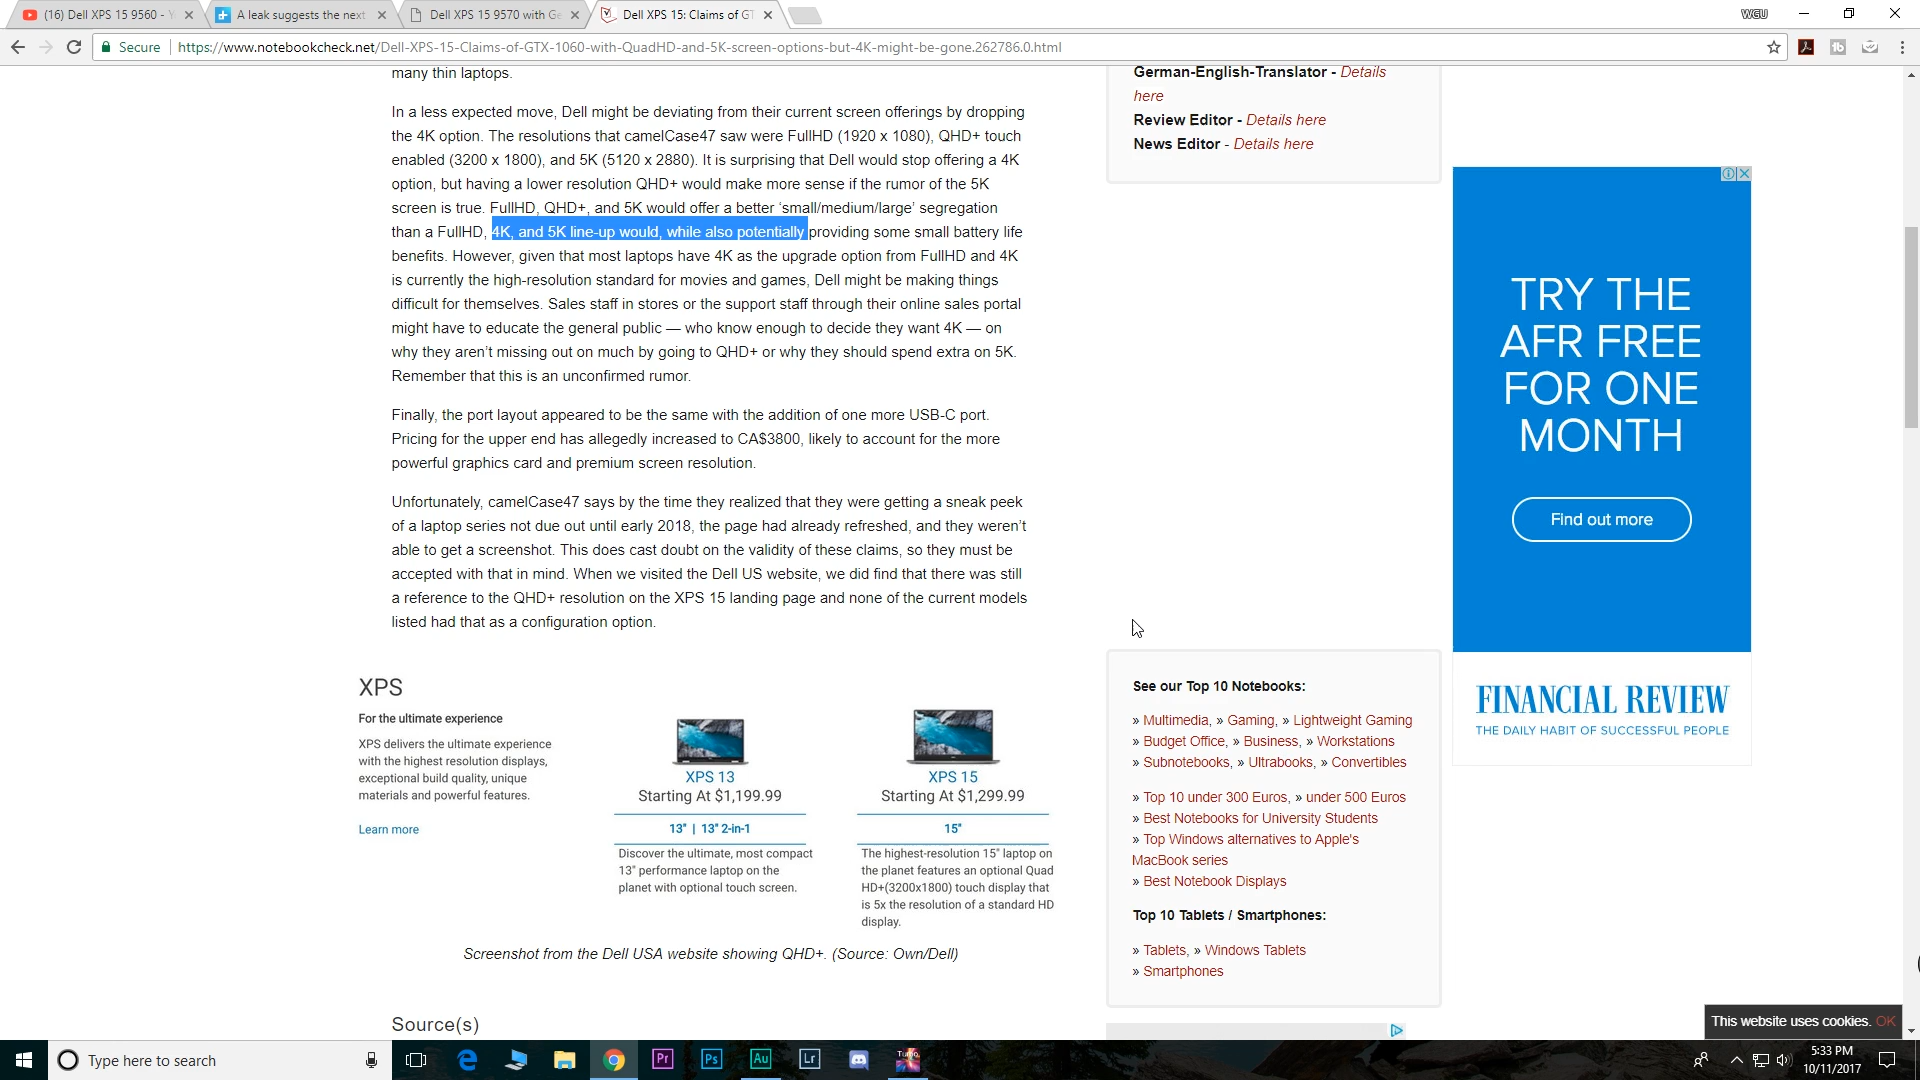 (16) Dell XPS 15 9560 - Y
A leak suggests the next
Dell XPS 15 9570 with Ge
Dell XPS 15: Claims of GT
WGU
Secure
https://www.notebookcheck.net/Dell-XPS-15-Claims-of-GTX-1060-with-QuadHD-and-5K-screen-options-but-4K-might-be-gone.262786.0.html
many thin laptops.
In a less expected move, Dell might be deviating from their current screen offerings by dropping
the 4K option. The resolutions that camelCase47 saw were FullHD (1920 x 1080), QHD+ touch
enabled (3200 x 1800), and 5K (5120 x 2880). It is surprising that Dell would stop offering a 4K
option, but having a lower resolution QHD+ would make more sense if the rumor of the 5K
screen is true. FullHD, QHD+, and 5K would offer a better ‘small/medium/large’ segregation
than a FullHD, 4K, and 5K line-up would, while also potentially providing some small battery life
benefits. However, given that most laptops have 4K as the upgrade option from FullHD and 4K
is currently the high-resolution standard for movies and games, Dell might be making things
difficult for themselves. Sales staff in stores or the support staff through their online sales portal
might have to educate the general public — who know enough to decide they want 4K — on
why they aren’t missing out on much by going to QHD+ or why they should spend extra on 5K.
Remember that this is an unconfirmed rumor.
Finally, the port layout appeared to be the same with the addition of one more USB-C port.
Pricing for the upper end has allegedly increased to CA$3800, likely to account for the more
powerful graphics card and premium screen resolution.
Unfortunately, camelCase47 says by the time they realized that they were getting a sneak peek
of a laptop series not due out until early 2018, the page had already refreshed, and they weren’t
able to get a screenshot. This does cast doubt on the validity of these claims, so they must be
accepted with that in mind. When we visited the Dell US website, we did find that there was still
a reference to the QHD+ resolution on the XPS 15 landing page and none of the current models
listed had that as a configuration option.
XPS
For the ultimate experience
XPS delivers the ultimate experience
with the highest resolution displays,
exceptional build quality, unique
materials and powerful features.
Learn more
XPS 13
Starting At $1,199.99
13" | 13" 2-in-1
Discover the ultimate, most compact
13" performance laptop on the
planet with optional touch screen.
XPS 15
Starting At $1,299.99
15"
The highest-resolution 15" laptop on
the planet features an optional Quad
HD+(3200x1800) touch display that
is 5x the resolution of a standard HD
display.
Screenshot from the Dell USA website showing QHD+. (Source: Own/Dell)
Source(s)
German-English-Translator - Details
here
Review Editor - Details here
News Editor - Details here
See our Top 10 Notebooks:
» Multimedia, » Gaming, » Lightweight Gaming
» Budget Office, » Business, » Workstations
» Subnotebooks, » Ultrabooks, » Convertibles
» Top 10 under 300 Euros, » under 500 Euros
» Best Notebooks for University Students
» Top Windows alternatives to Apple's
MacBook series
» Best Notebook Displays
Top 10 Tablets / Smartphones:
» Tablets, » Windows Tablets
» Smartphones
TRY THE
AFR FREE
FOR ONE
MONTH
Find out more
FINANCIAL REVIEW
THE DAILY HABIT OF SUCCESSFUL PEOPLE
This website uses cookies. OK
Type here to search
Pr
Ps
Au
Lr
5:33 PM
10/11/2017